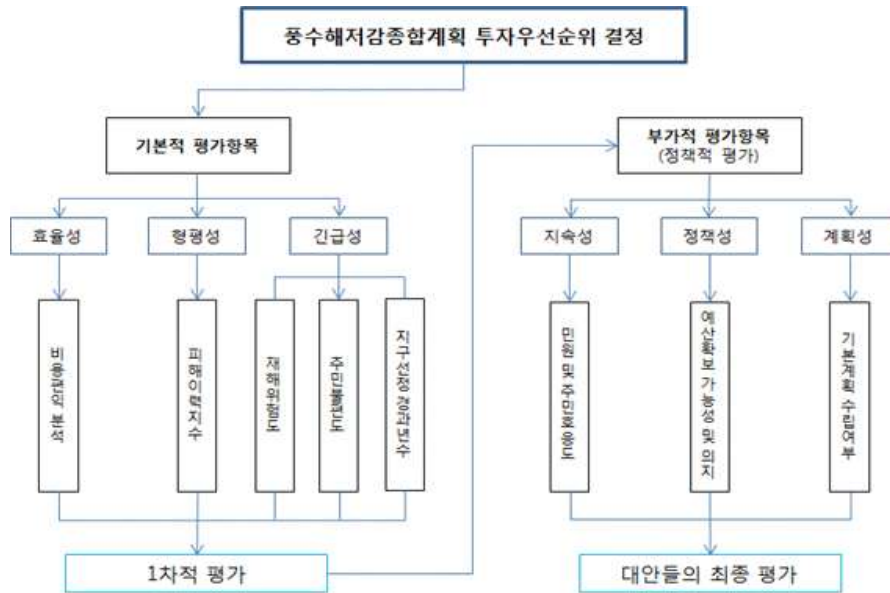 풍수해저감종합계획 투자우선순위 결정
기본적 평가항목
부가적 평가항목
(정책적 평가)
효율성
형평성
긴급성
지속성
정책성
계획성
비용편익 분석
피해이력지수
재해위험도
주민불편도
지구선정 경과년수
민원 및 주민호응도
예산확보 가능성 및 의지
기본계획 수립여부
1차적 평가
대안들의 최종 평가